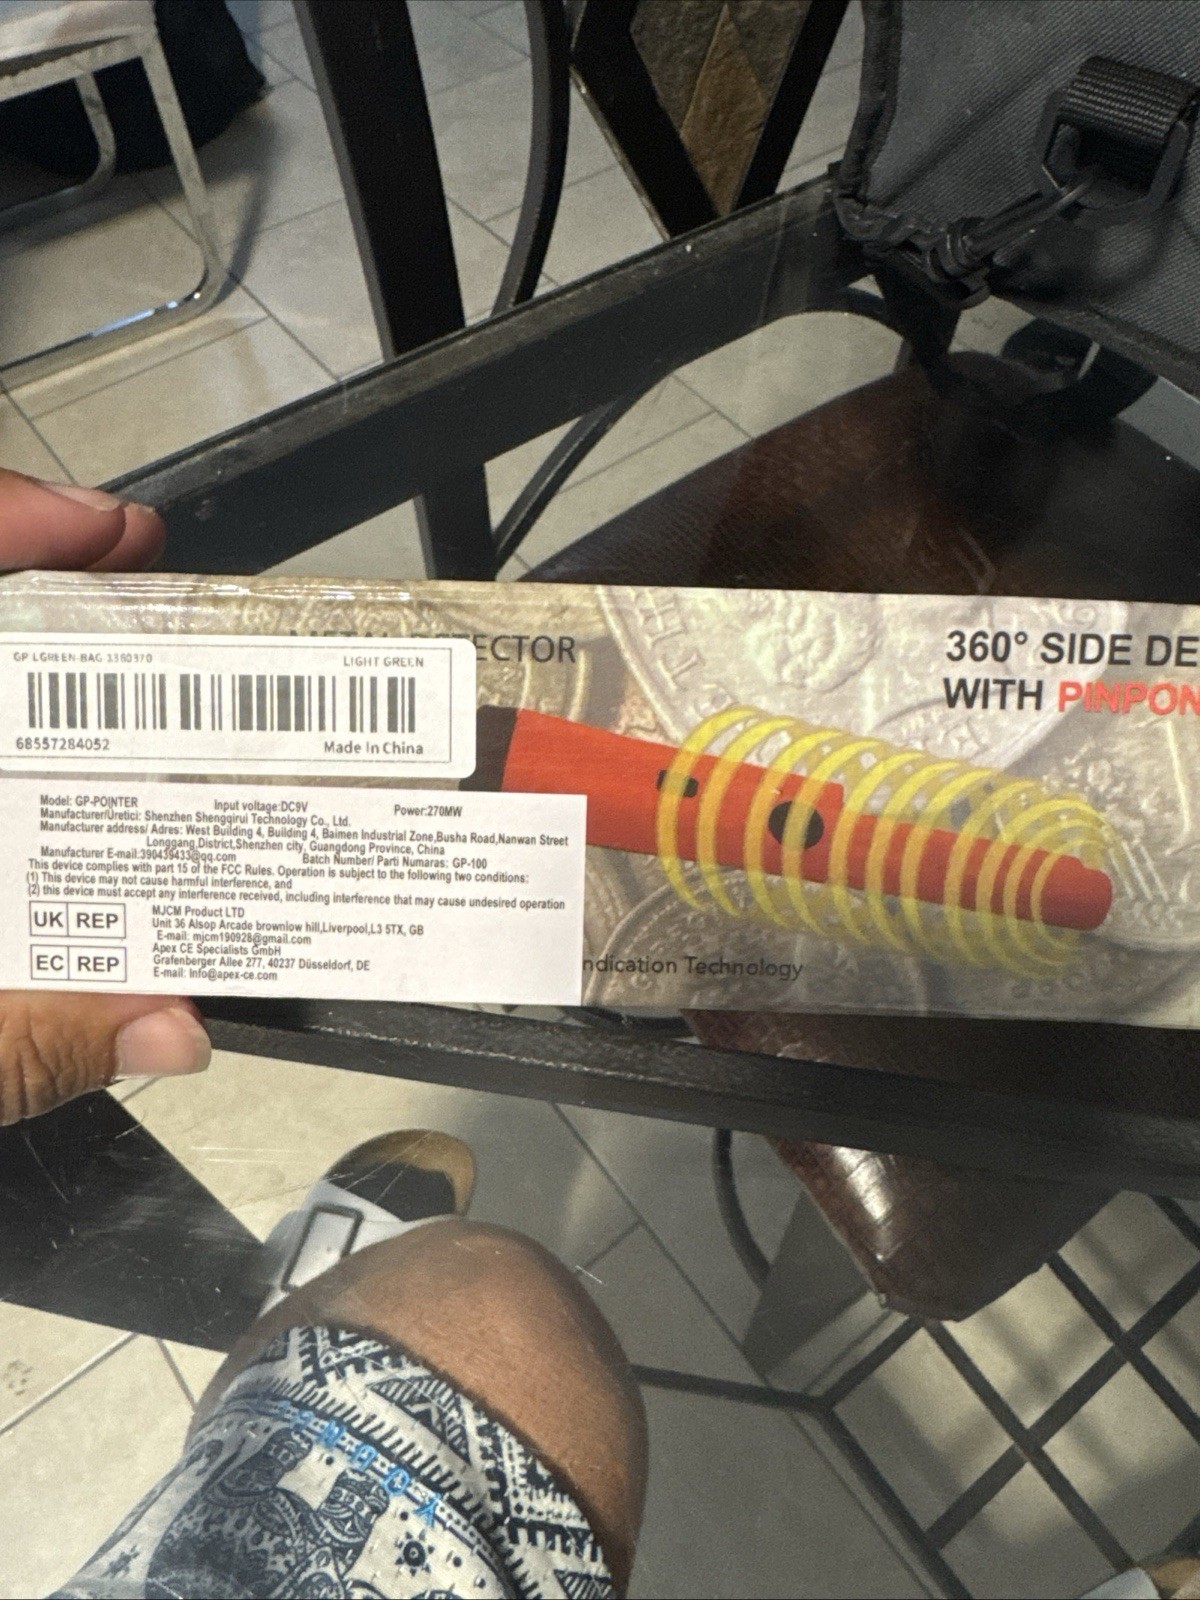 METAL DETECTOR
360° SIDE DE
WITH PINPON
GP LGREEN-BAG 1360370
LIGHT GREEN
68557284052
Made In China
Model: GP-POINTER
Input voltage:DC9V
Power:270MW
Manufacturer/Uretici: Shenzhen Shengqirui Technology Co., Ltd.
Manufacturer address/ Adres: West Building 4, Building 4, Baimen Industrial Zone,Busha Road,Nanwan Street
Longgang,District,Shenzhen city, Guangdong Province, China
Manufacturer E-mail:390439433@qq.com
Batch Number/ Parti Numaras: GP-100
This device complies with part 15 of the FCC Rules. Operation is subject to the following two conditions:
(1) This device may not cause harmful interference, and
(2) this device must accept any interference received, including interference that may cause undesired operation
UK REP
MJCM Product LTD
Unit 36 Alsop Arcade brownlow hill,Liverpool,L3 5TX, GB
E-mail: mjcm190928@gmail.com
EC REP
Apex CE Specialists GmbH
Grafenberger Allee 277, 40237 Düsseldorf, DE
E-mail: Info@apex-ce.com
ndication Technology